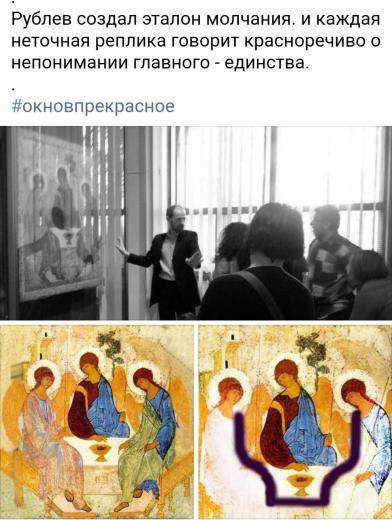 .
Рублев создал эталон молчания. и каждая
неточная реплика говорит красноречиво о
непонимании главного - единства.
.
#окновпрекрасное